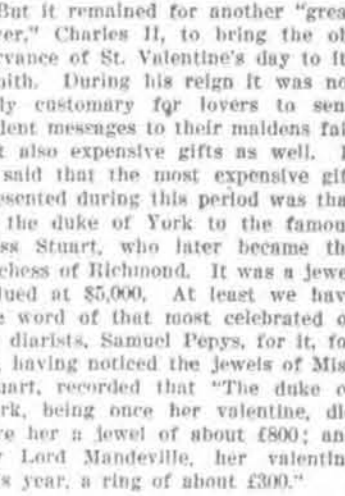 But it remained for another "grea
er," Charles II, to bring the ob
rvance of St. Valentine's day to it
nith. During his reign it was no
ly customary for lovers to sen
dent messages to their maidens fai
t also expensive gifts as well. I
said that the most expensive gif
esented during this period was tha
the duke of York to the famou
ss Stuart, who later became th
chess of Richmond. It was a jewe
lued at $5,000. At least we hav
e word of that most celebrated o
diarists, Samuel Pepys, for it, fo
, having noticed the jewels of Mis
uart, recorded that "The duke o
rk, being once her valentine, di
ve her a jewel of about £800; an
y Lord Mandeville, her valentin
s year, a ring of about £300."